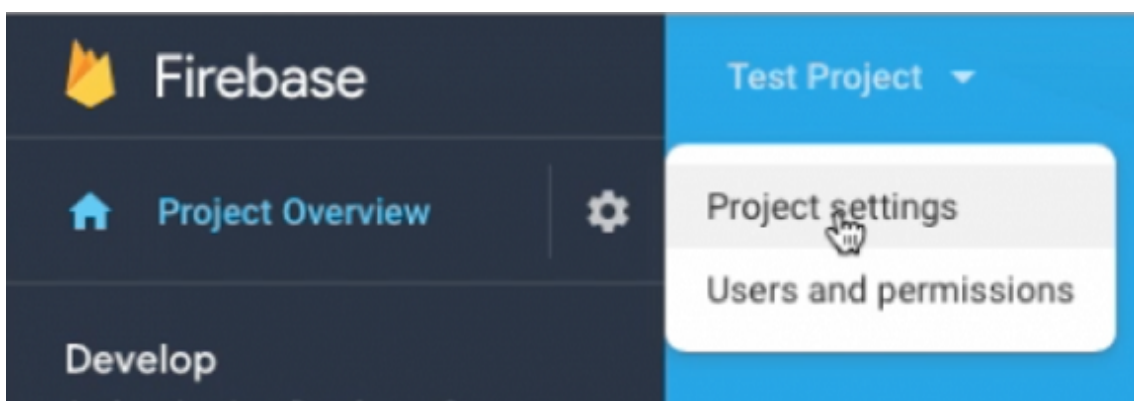 Firebase
Test Project
Project Overview
Project settings
Users and permissions
Develop